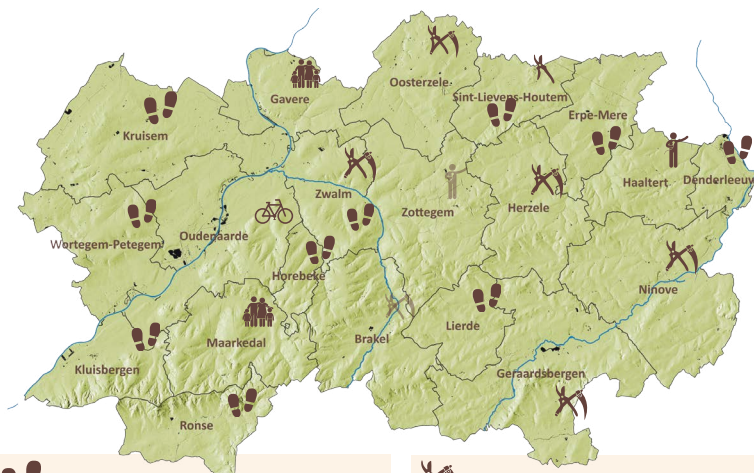 Oosterzele
Gavere
Sint-Lievens-Houtem
Erpe-Mere
Kruisem
Haaltert
Denderleeuw
Zwalm
Zottegem
Herzele
Wortegem-Petegem
Oudenaarde
Horebeke
Ninove
Lierde
Maarkedal
Brakel
Kluisbergen
Geraardsbergen
Ronse